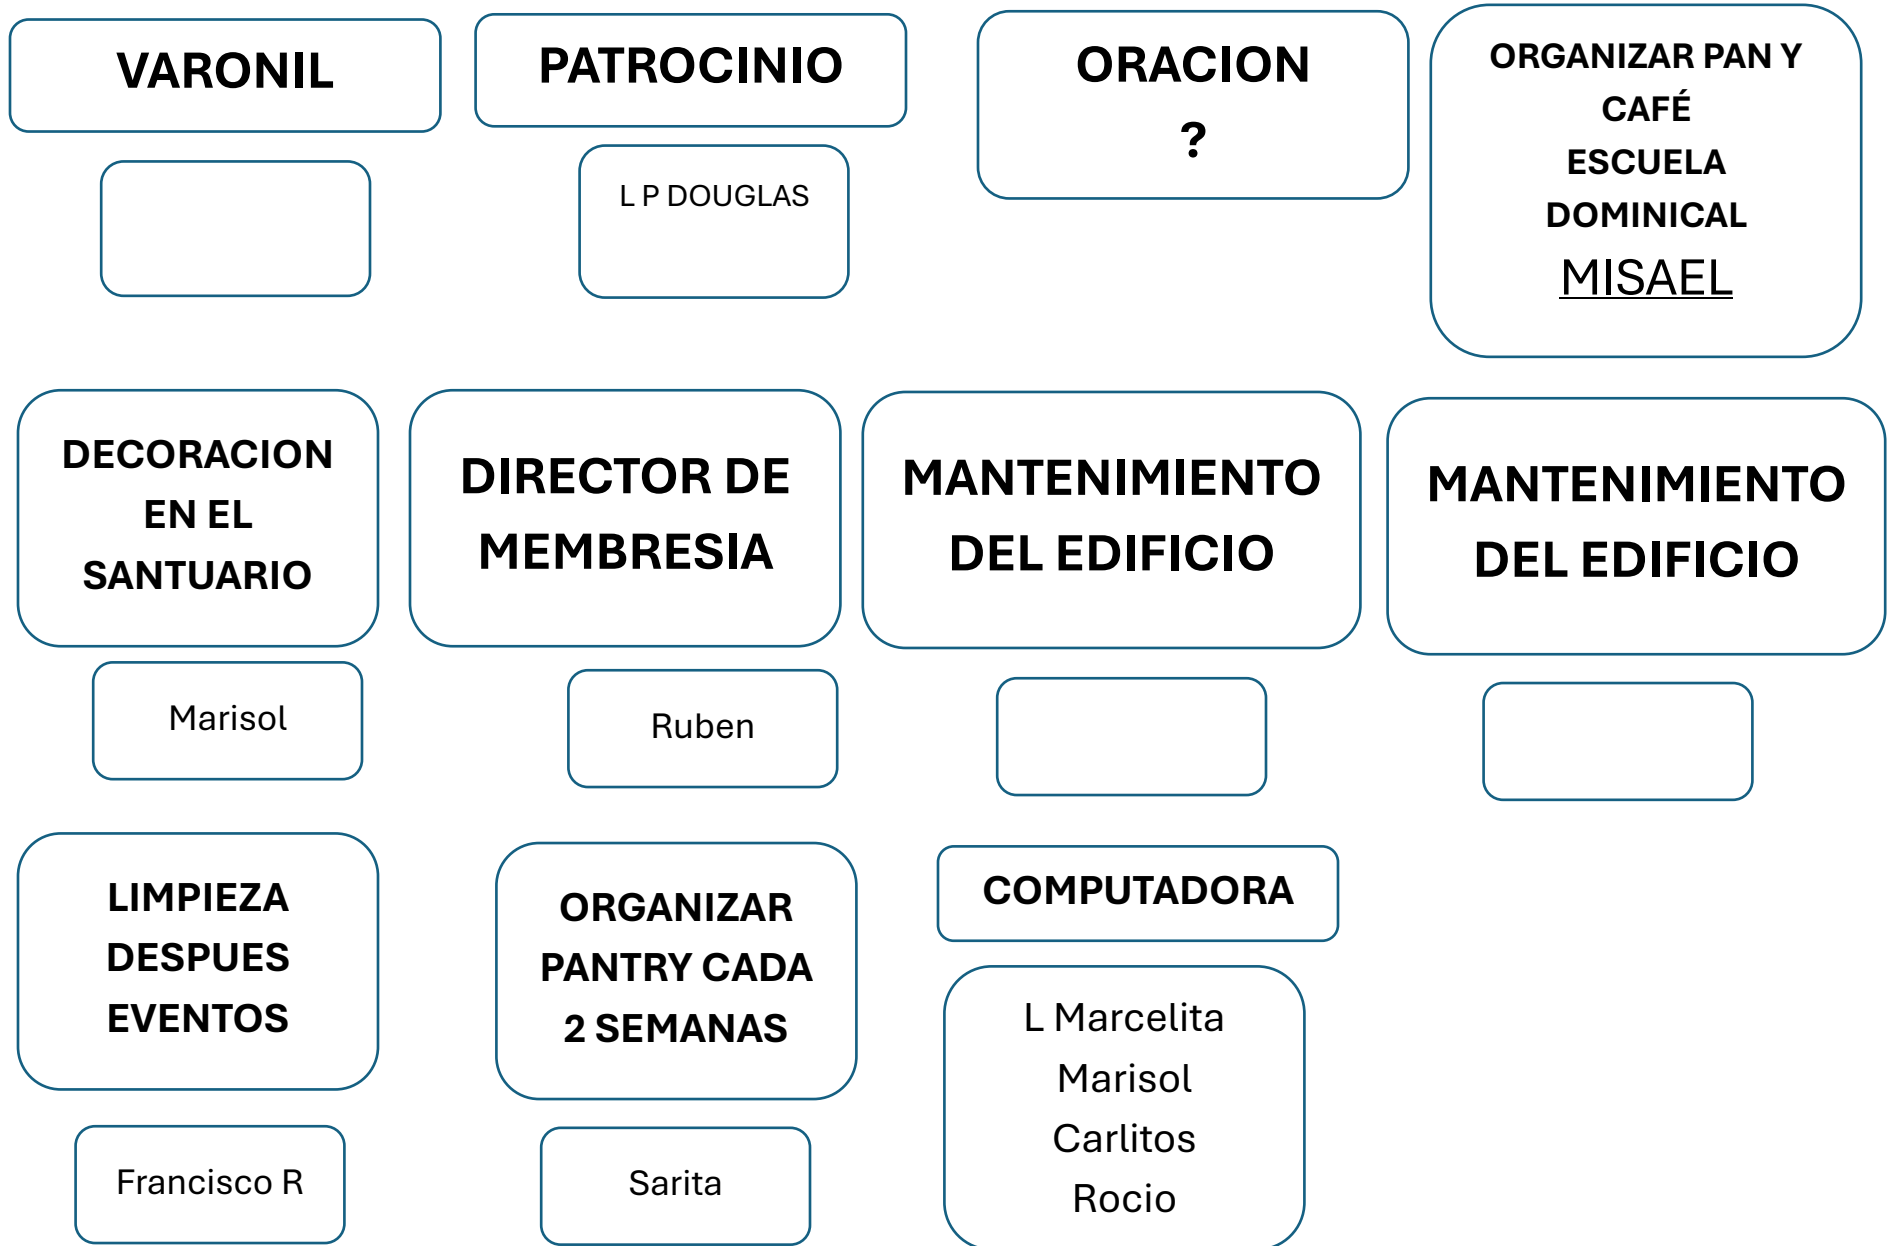 VARONIL
PATROCINIO
L P DOUGLAS
ORACION
?
ORGANIZAR PAN Y
CAFÉ
ESCUELA
DOMINICAL
MISAEL
DECORACION
EN EL
SANTUARIO
Marisol
DIRECTOR DE
MEMBRESIA
Ruben
MANTENIMIENTO
DEL EDIFICIO
MANTENIMIENTO
DEL EDIFICIO
LIMPIEZA
DESPUES
EVENTOS
Francisco R
ORGANIZAR
PANTRY CADA
2 SEMANAS
Sarita
COMPUTADORA
L Marcelita
Marisol
Carlitos
Rocio